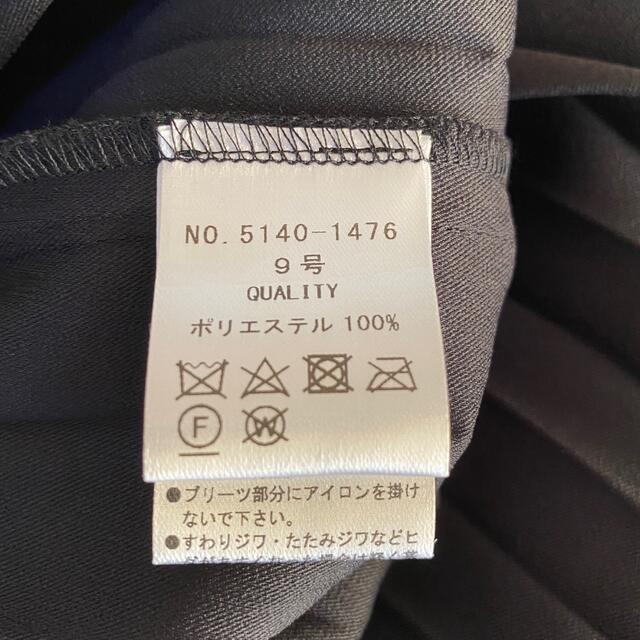 NO. 5140-1476
9号
QUALITY
ポリエステル 100%
F
W
●プリーツ部分にアイロンを掛け
ないで下さい。
●すわりジワ・たたみジワなどヒ